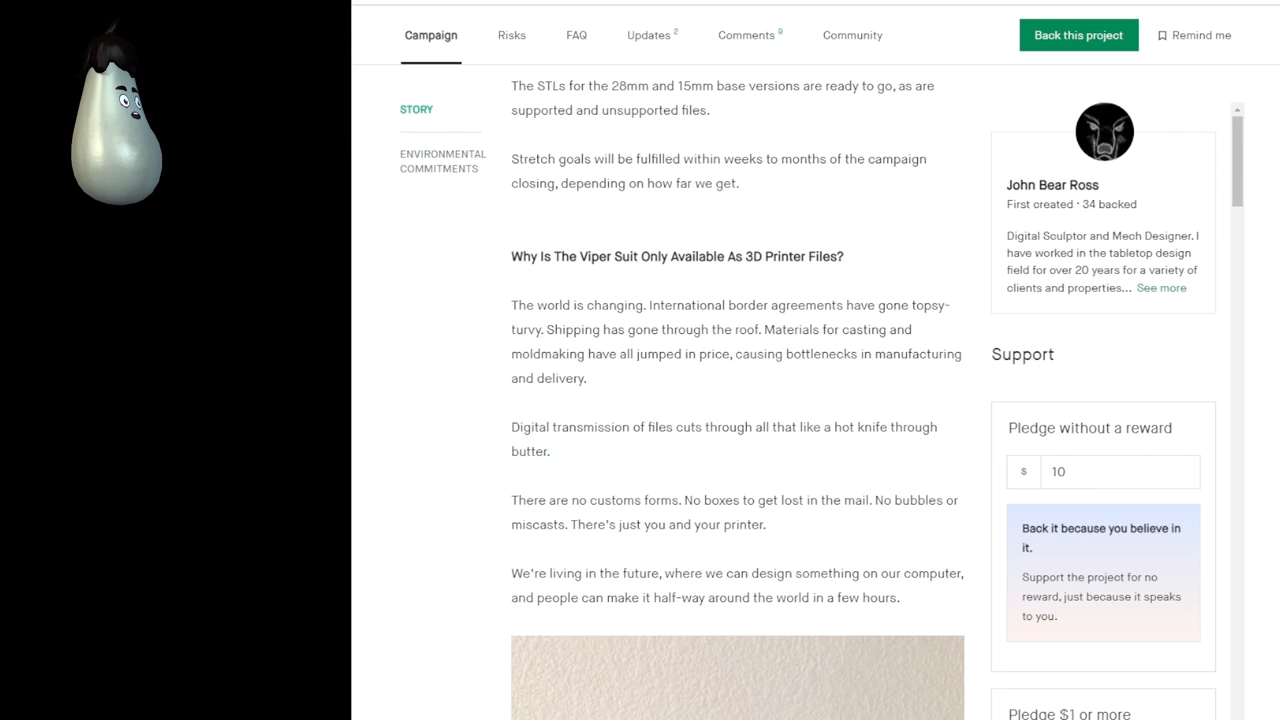 Campaign
Risks
FAQ
Updates 2
Comments 9
Community
Back this project
Remind me
STORY
ENVIRONMENTAL
COMMITMENTS
The STLs for the 28mm and 15mm base versions are ready to go, as are
supported and unsupported files.
Stretch goals will be fulfilled within weeks to months of the campaign
closing, depending on how far we get.
Why Is The Viper Suit Only Available As 3D Printer Files?
The world is changing. International border agreements have gone topsy-
turvy. Shipping has gone through the roof. Materials for casting and
moldmaking have all jumped in price, causing bottlenecks in manufacturing
and delivery.
Digital transmission of files cuts through all that like a hot knife through
butter.
There are no customs forms. No boxes to get lost in the mail. No bubbles or
miscasts. There's just you and your printer.
We're living in the future, where we can design something on our computer,
and people can make it half-way around the world in a few hours.
John Bear Ross
First created · 34 backed
Digital Sculptor and Mech Designer. I
have worked in the tabletop design
field for over 20 years for a variety of
clients and properties... See more
Support
Pledge without a reward
$ 10
Back it because you believe in
it.
Support the project for no
reward, just because it speaks
to you.
Pledge $1 or more